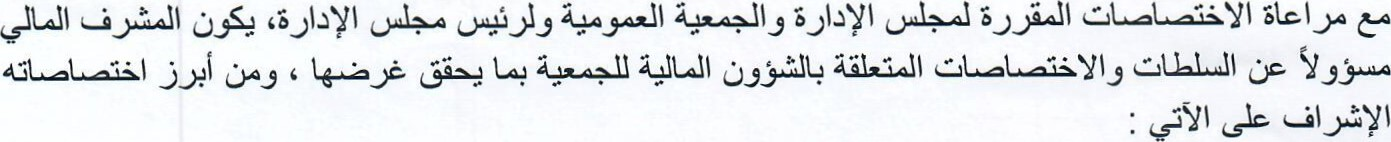 مع مراعاة الاختصاصات المقررة لمجلس الإدارة والجمعية العمومية ولرئيس مجلس الإدارة، يكون المشرف المالي
مسؤولاً عن السلطات والاختصاصات المتعلقة بالشؤون المالية للجمعية بما يحقق غرضها ، ومن أبرز اختصاصاته
الإشراف على الآتي :